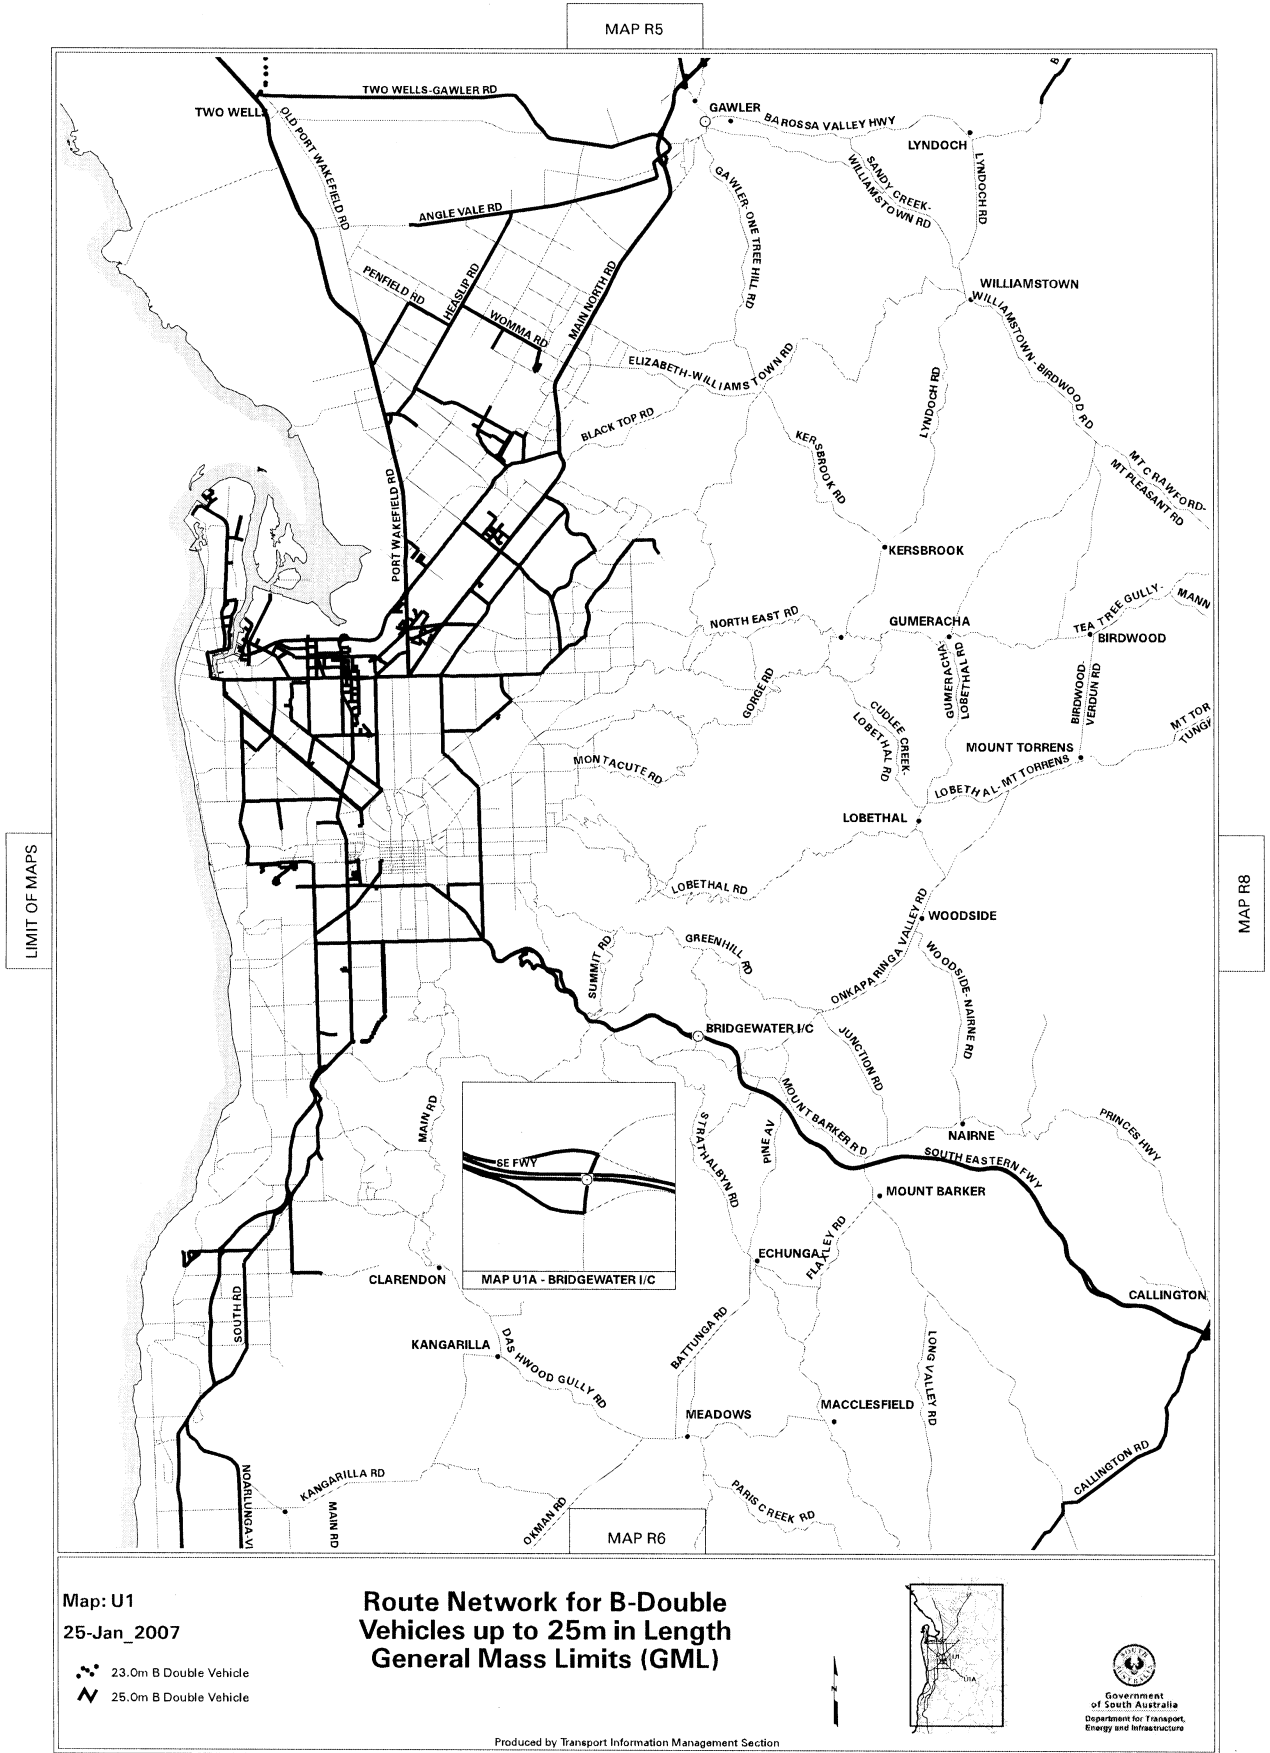 MAP R5
TWO WELLS-GAWLER RD
TWO WELLS
OLD PORT WAKEFIELD RD
GAWLER
BAROSSA VALLEY HWY
LYNDOCH
SANDY CREEK-
WILLIAMSTOWN RD
LYNDOCH RD
GAWLER-ONE TREE HILL RD
ANGLE VALE RD
PENFIELD RD
HEASLIP RD
WOMMA RD
MAIN NORTH RD
WILLIAMSTOWN
WILLIAMSTOWN-BIRDWOOD RD
ELIZABETH-WILLIAMSTOWN RD
LYNDOCH RD
BLACK TOP RD
KERSBROOK RD
MT CRAWFORD-
MT PLEASANT RD
PORT WAKEFIELD RD
KERSBROOK
NORTH EAST RD
GUMERACHA
TEA TREE GULLY-
MANN
BIRDWOOD
GUMERACHA
LOBETHAL RD
BIRDWOOD-
VERDUN RD
GORGE RD
CUDLEE CREEK-
LOBETHAL RD
MT TOR
TUNG
MOUNT TORRENS
MONTACUTE RD
LOBETHAL-MT TORRENS
LOBETHAL
LIMIT OF MAPS
MAP R8
LOBETHAL RD
WOODSIDE
ONKAPARINGA VALLEY RD
GREENHILL RD
SUMMIT RD
WOODSIDE-NAIRNE RD
BRIDGEWATER I/C
JUNCTION RD
MOUNT BARKER RD
MAIN RD
STRATHALBYN RD
PINE AV
NAIRNE
PRINCES HWY
SE FWY
SOUTH EASTERN FWY
MOUNT BARKER
FLAXLEY RD
ECHUNGA
CLARENDON
MAP U1A - BRIDGEWATER I/C
CALLINGTON
SOUTH RD
KANGARILLA
DASHWOOD GULLY RD
BATTUNGA RD
LONG VALLEY RD
MACCLESFIELD
MEADOWS
CALLINGTON RD
NOARLUNGA-VI
KANGARILLA RD
MAIN RD
OKMAN RD
PARIS CREEK RD
MAP R6
Map: U1
25-Jan_2007
23.0m B Double Vehicle
25.0m B Double Vehicle
Route Network for B-Double
Vehicles up to 25m in Length
General Mass Limits (GML)
N
U1
U1A
SOUTH
AUSTRALIA
Government
of South Australia
Department for Transport,
Energy and Infrastructure
Produced by Transport Information Management Section